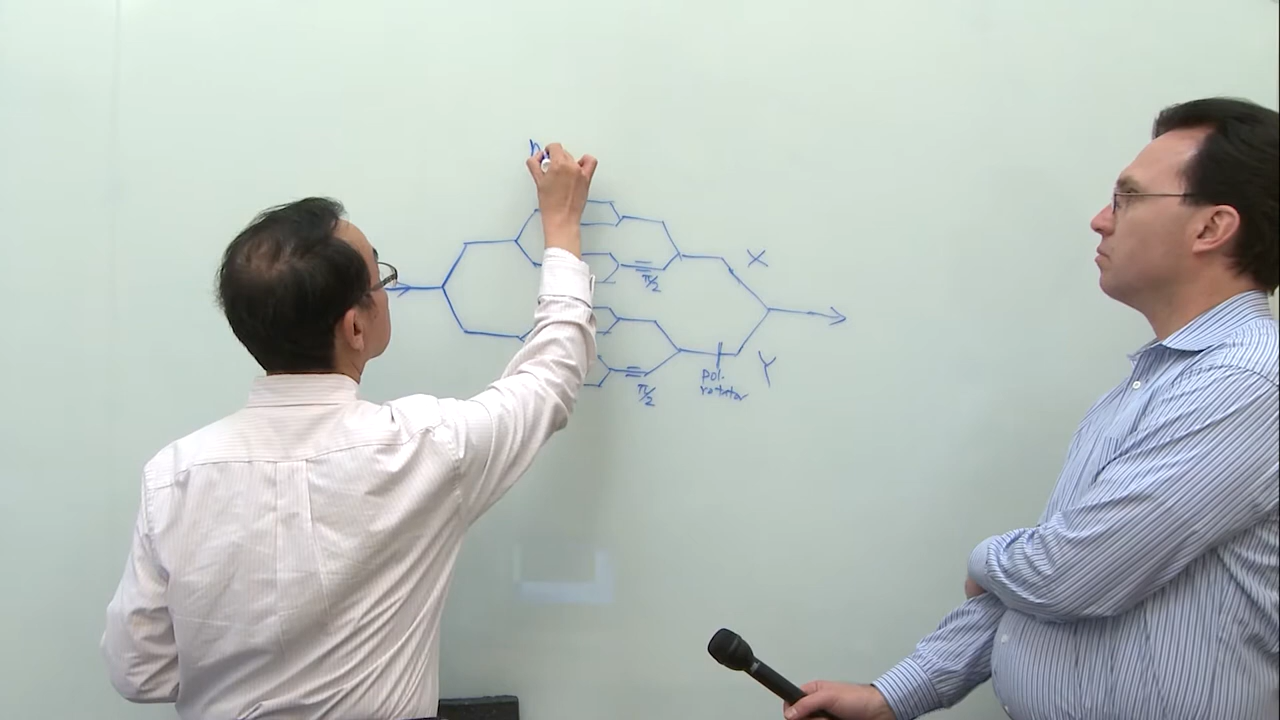 X
π/2
Y
pol.
rotator
π/2